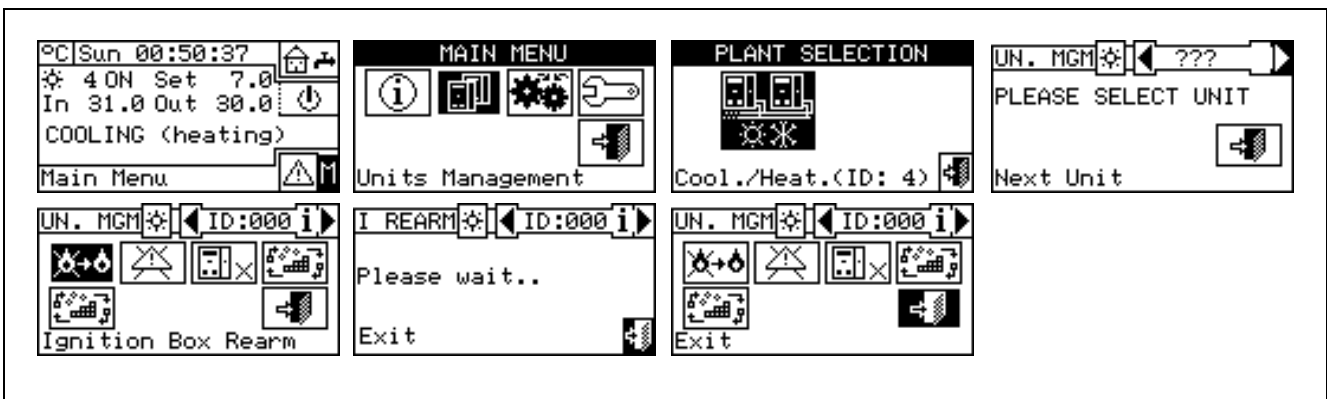 °C Sun 00:50:37
4 ON Set 7.0
In 31.0 Out 30.0
COOLING (heating)
Main Menu M
MAIN MENU
Units Management
PLANT SELECTION
Cool./Heat.(ID: 4)
UN. MGM ???
PLEASE SELECT UNIT
Next Unit
UN. MGM ID:000 i
Ignition Box Rearm
I REARM ID:000 i
Please wait..
Exit
UN. MGM ID:000 i
Exit